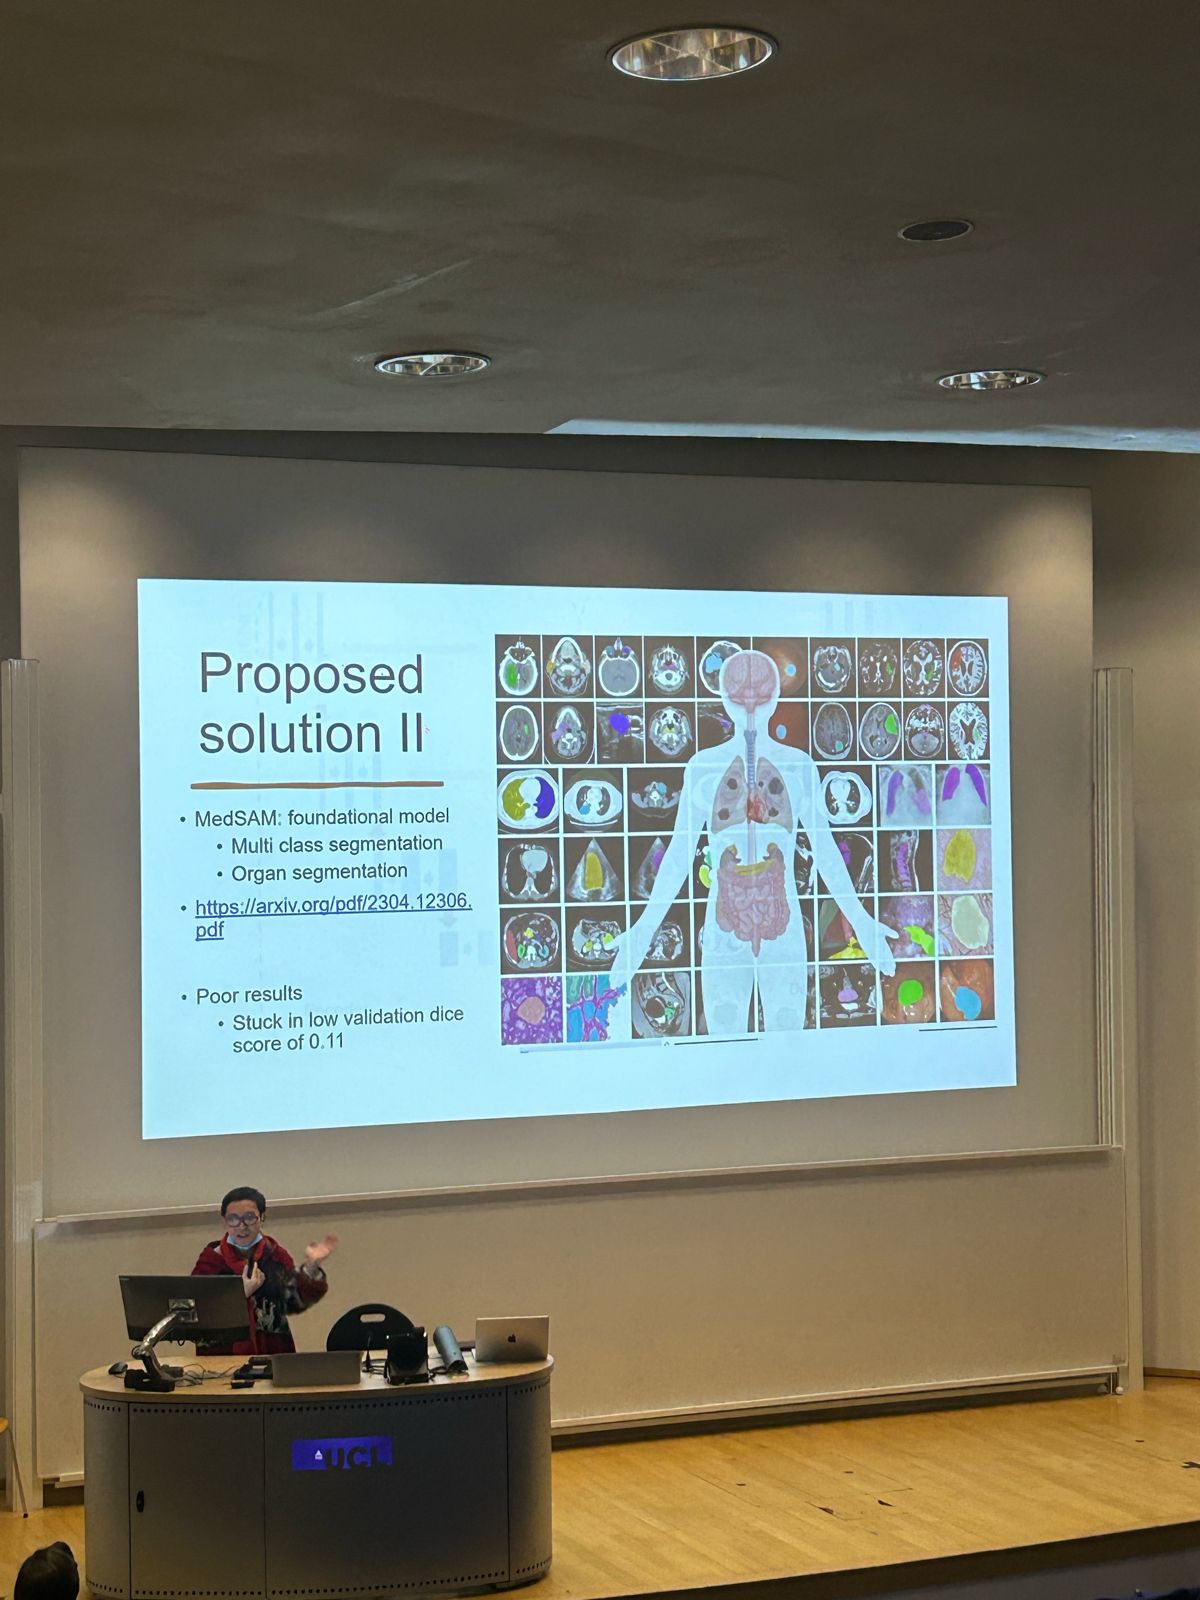 Proposed
solution II
• MedSAM: foundational model
• Multi class segmentation
• Organ segmentation
• https://arxiv.org/pdf/2304.12306.
pdf
• Poor results
• Stuck in low validation dice
score of 0.11
UCL